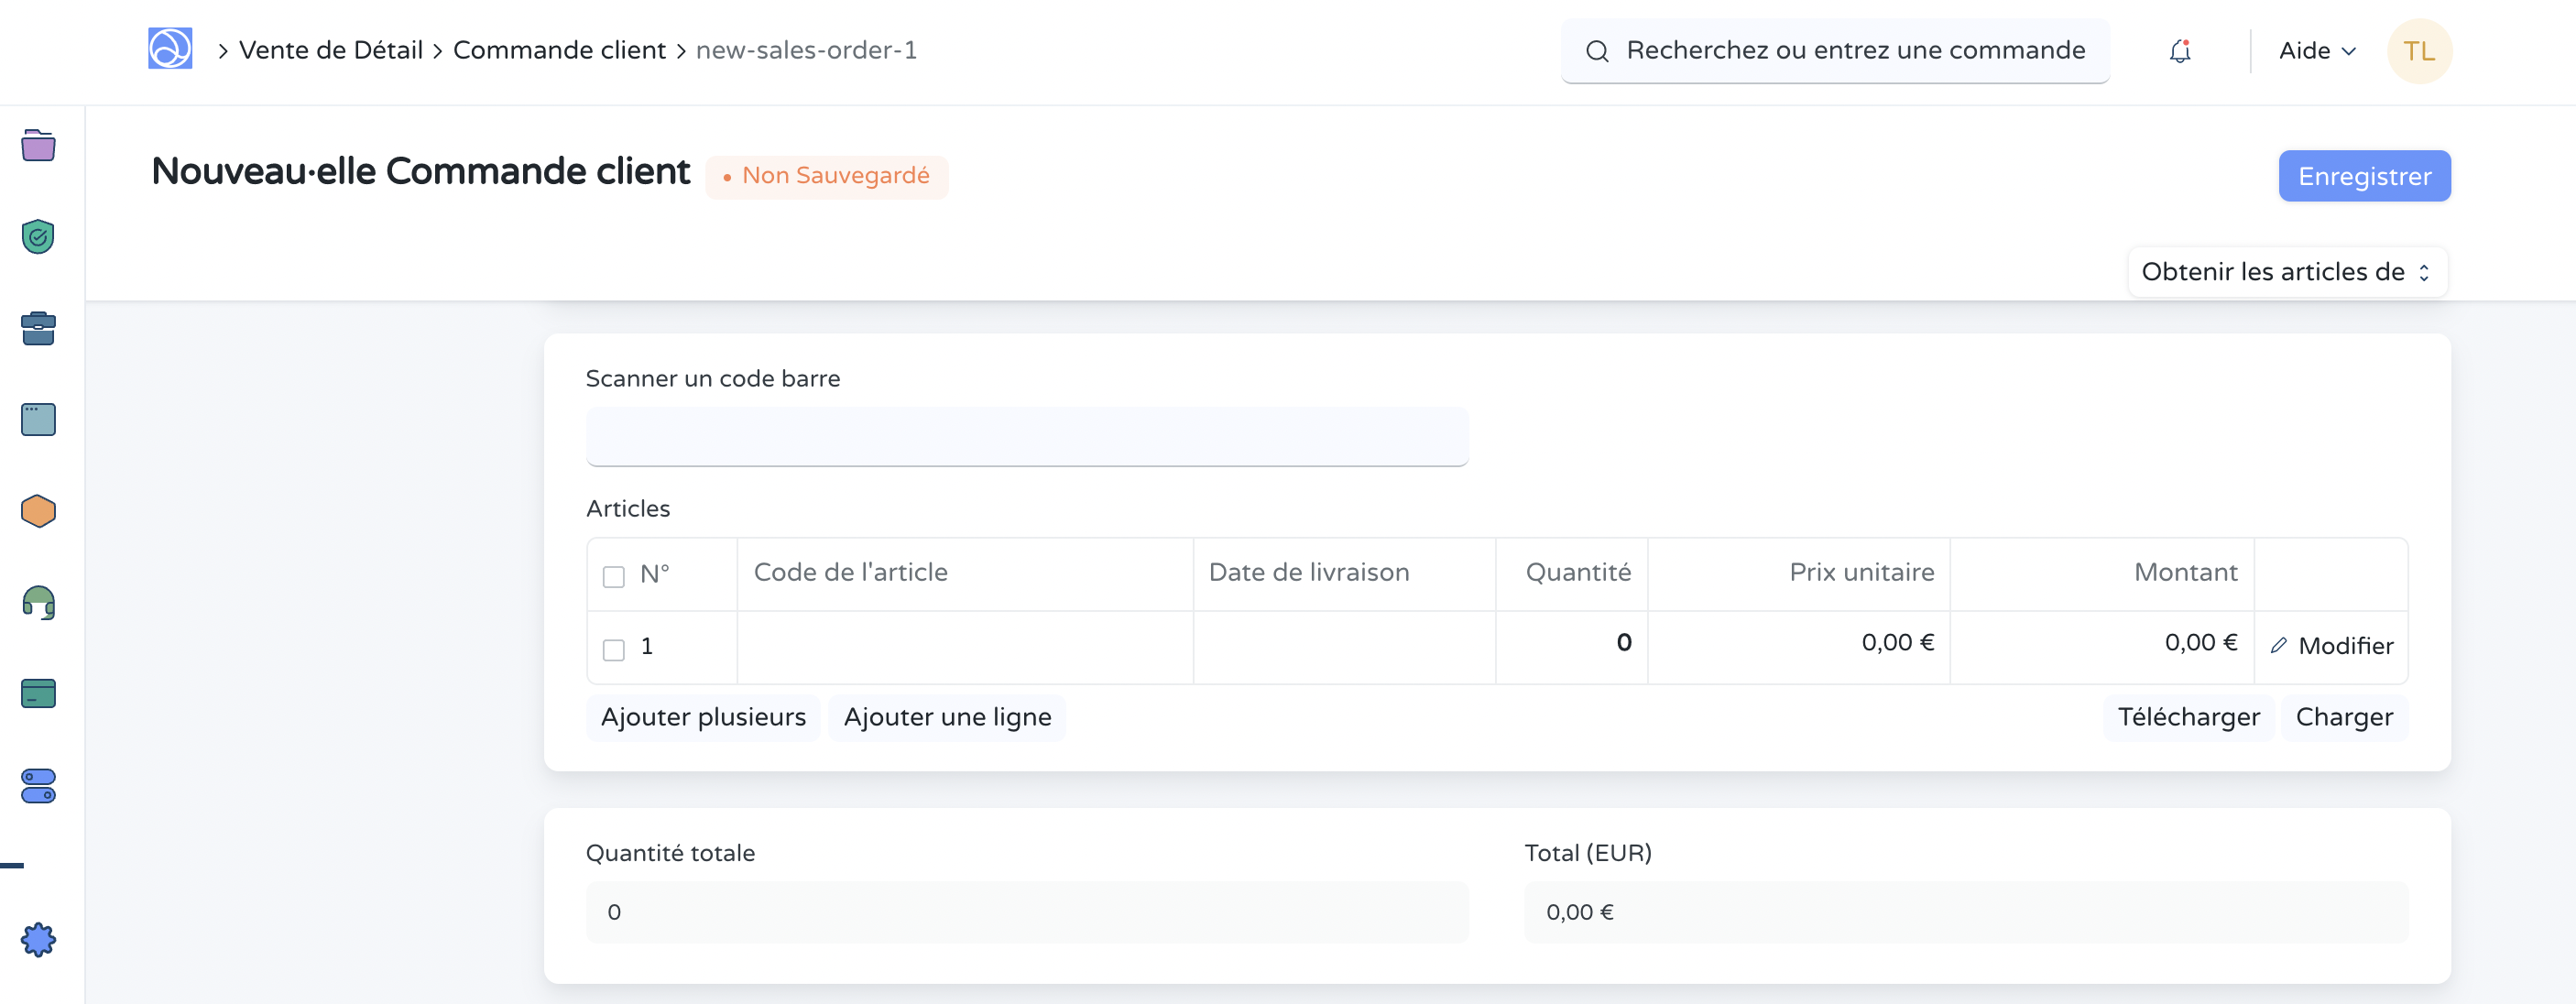 Vente de Détail
Commande client
new-sales-order-1
Recherchez ou entrez une commande
Aide
TL
Nouveau·elle Commande client
Non Sauvegardé
Enregistrer
Obtenir les articles de
Scanner un code barre
Articles
N° Code de l'article Date de livraison Quantité Prix unitaire Montant
1 0 0,00 € 0,00 € Modifier
Ajouter plusieurs
Ajouter une ligne
Télécharger
Charger
Quantité totale
0
Total (EUR)
0,00 €